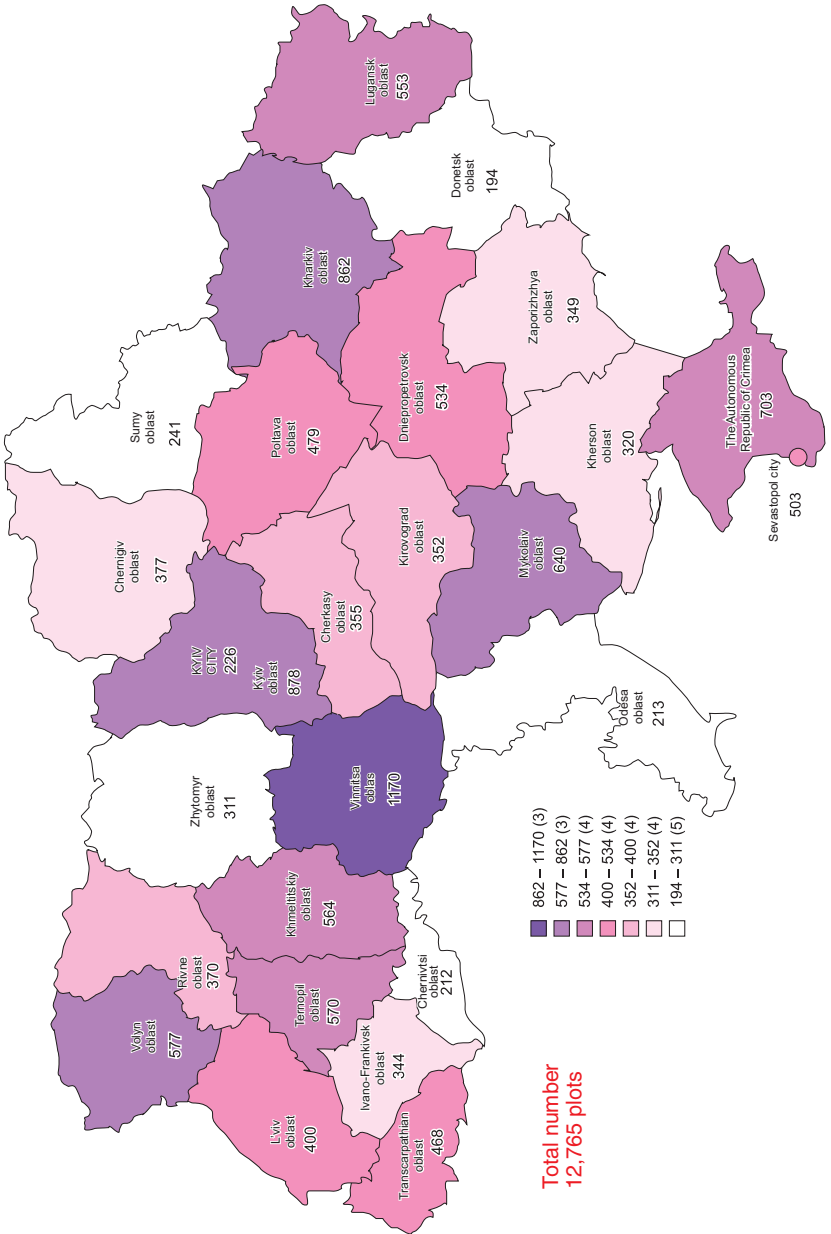 Volyn
oblast
577
Rivne
oblast
370
L'viv
oblast
400
Ternopil
oblast
570
Khmeltitskiy
oblast
564
Ivano-Frankivsk
oblast
344
Transcarpathian
oblast
468
Chernivtsi
oblast
212
Zhytomyr
oblast
311
Vinnitsa
oblas
1170
KYIV
CITY
226
Kyiv
oblast
878
Chernigiv
oblast
377
Sumy
oblast
241
Cherkasy
oblast
355
Poltava
oblast
479
Kirovograd
oblast
352
Kharkiv
oblast
862
Lugansk
oblast
553
Donetsk
oblast
194
Dniepropetrovsk
oblast
534
Zaporizhzhya
oblast
349
Mykolaiv
oblast
640
Kherson
oblast
320
Odesa
oblast
213
The Autonomous
Republic of Crimea
703
Sevastopol city
503
862 – 1170 (3)
577 – 862 (3)
534 – 577 (4)
400 – 534 (4)
352 – 400 (4)
311 – 352 (4)
194 – 311 (5)
Total number
12,765 plots